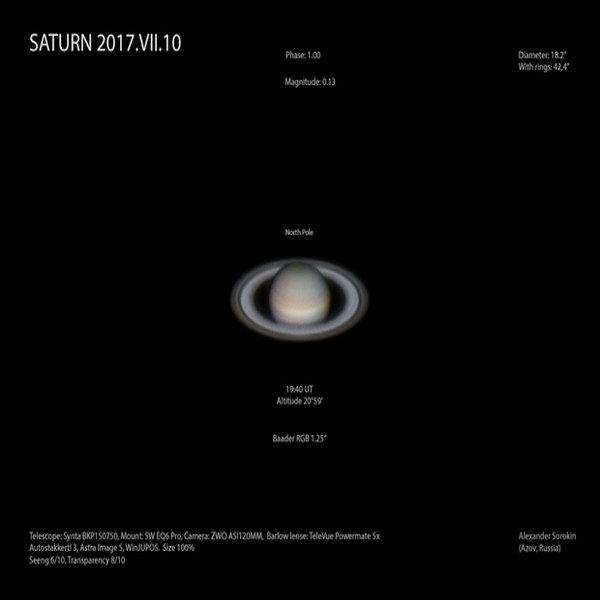 SATURN 2017.VII.10
Phase: 1.00
Magnitude: 0.13
Diameter: 18.2"
With rings: 42,4"
North Pole
19:40 UT
Altitude 20°59'
Baader RGB 1.25"
Telescope: Synta BKP150750, Mount: SW EQ6 Pro, Camera: ZWO ASI120MM, Barlow lense: TeleVue Powermate 5x
Autostakkert! 3, Astra Image 5, WinJUPOS. Size 100%
Seeng 6/10, Transparency 8/10
Alexander Sorokin
(Azov, Russia)